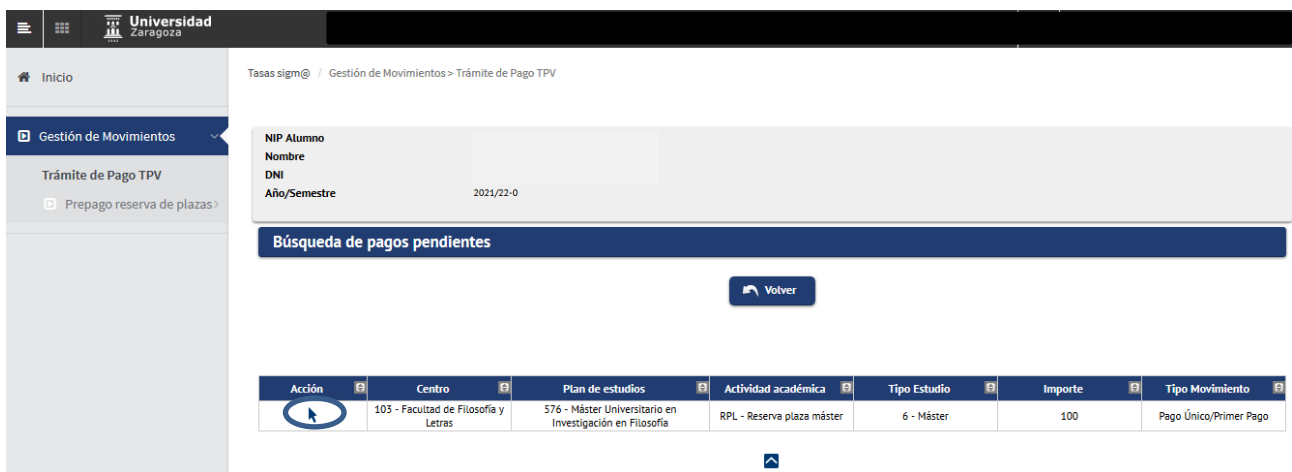 Universidad
Zaragoza
Inicio
Tasas sigm@ / Gestión de Movimientos > Trámite de Pago TPV
Gestión de Movimientos
Trámite de Pago TPV
Prepago reserva de plazas>
NIP Alumno
Nombre
DNI
Año/Semestre 2021/22-0
Búsqueda de pagos pendientes
Volver
Acción Centro Plan de estudios Actividad académica Tipo Estudio Importe Tipo Movimiento
103 - Facultad de Filosofía y Letras 576 - Máster Universitario en Investigación en Filosofía RPL - Reserva plaza máster 6 - Máster 100 Pago Único/Primer Pago